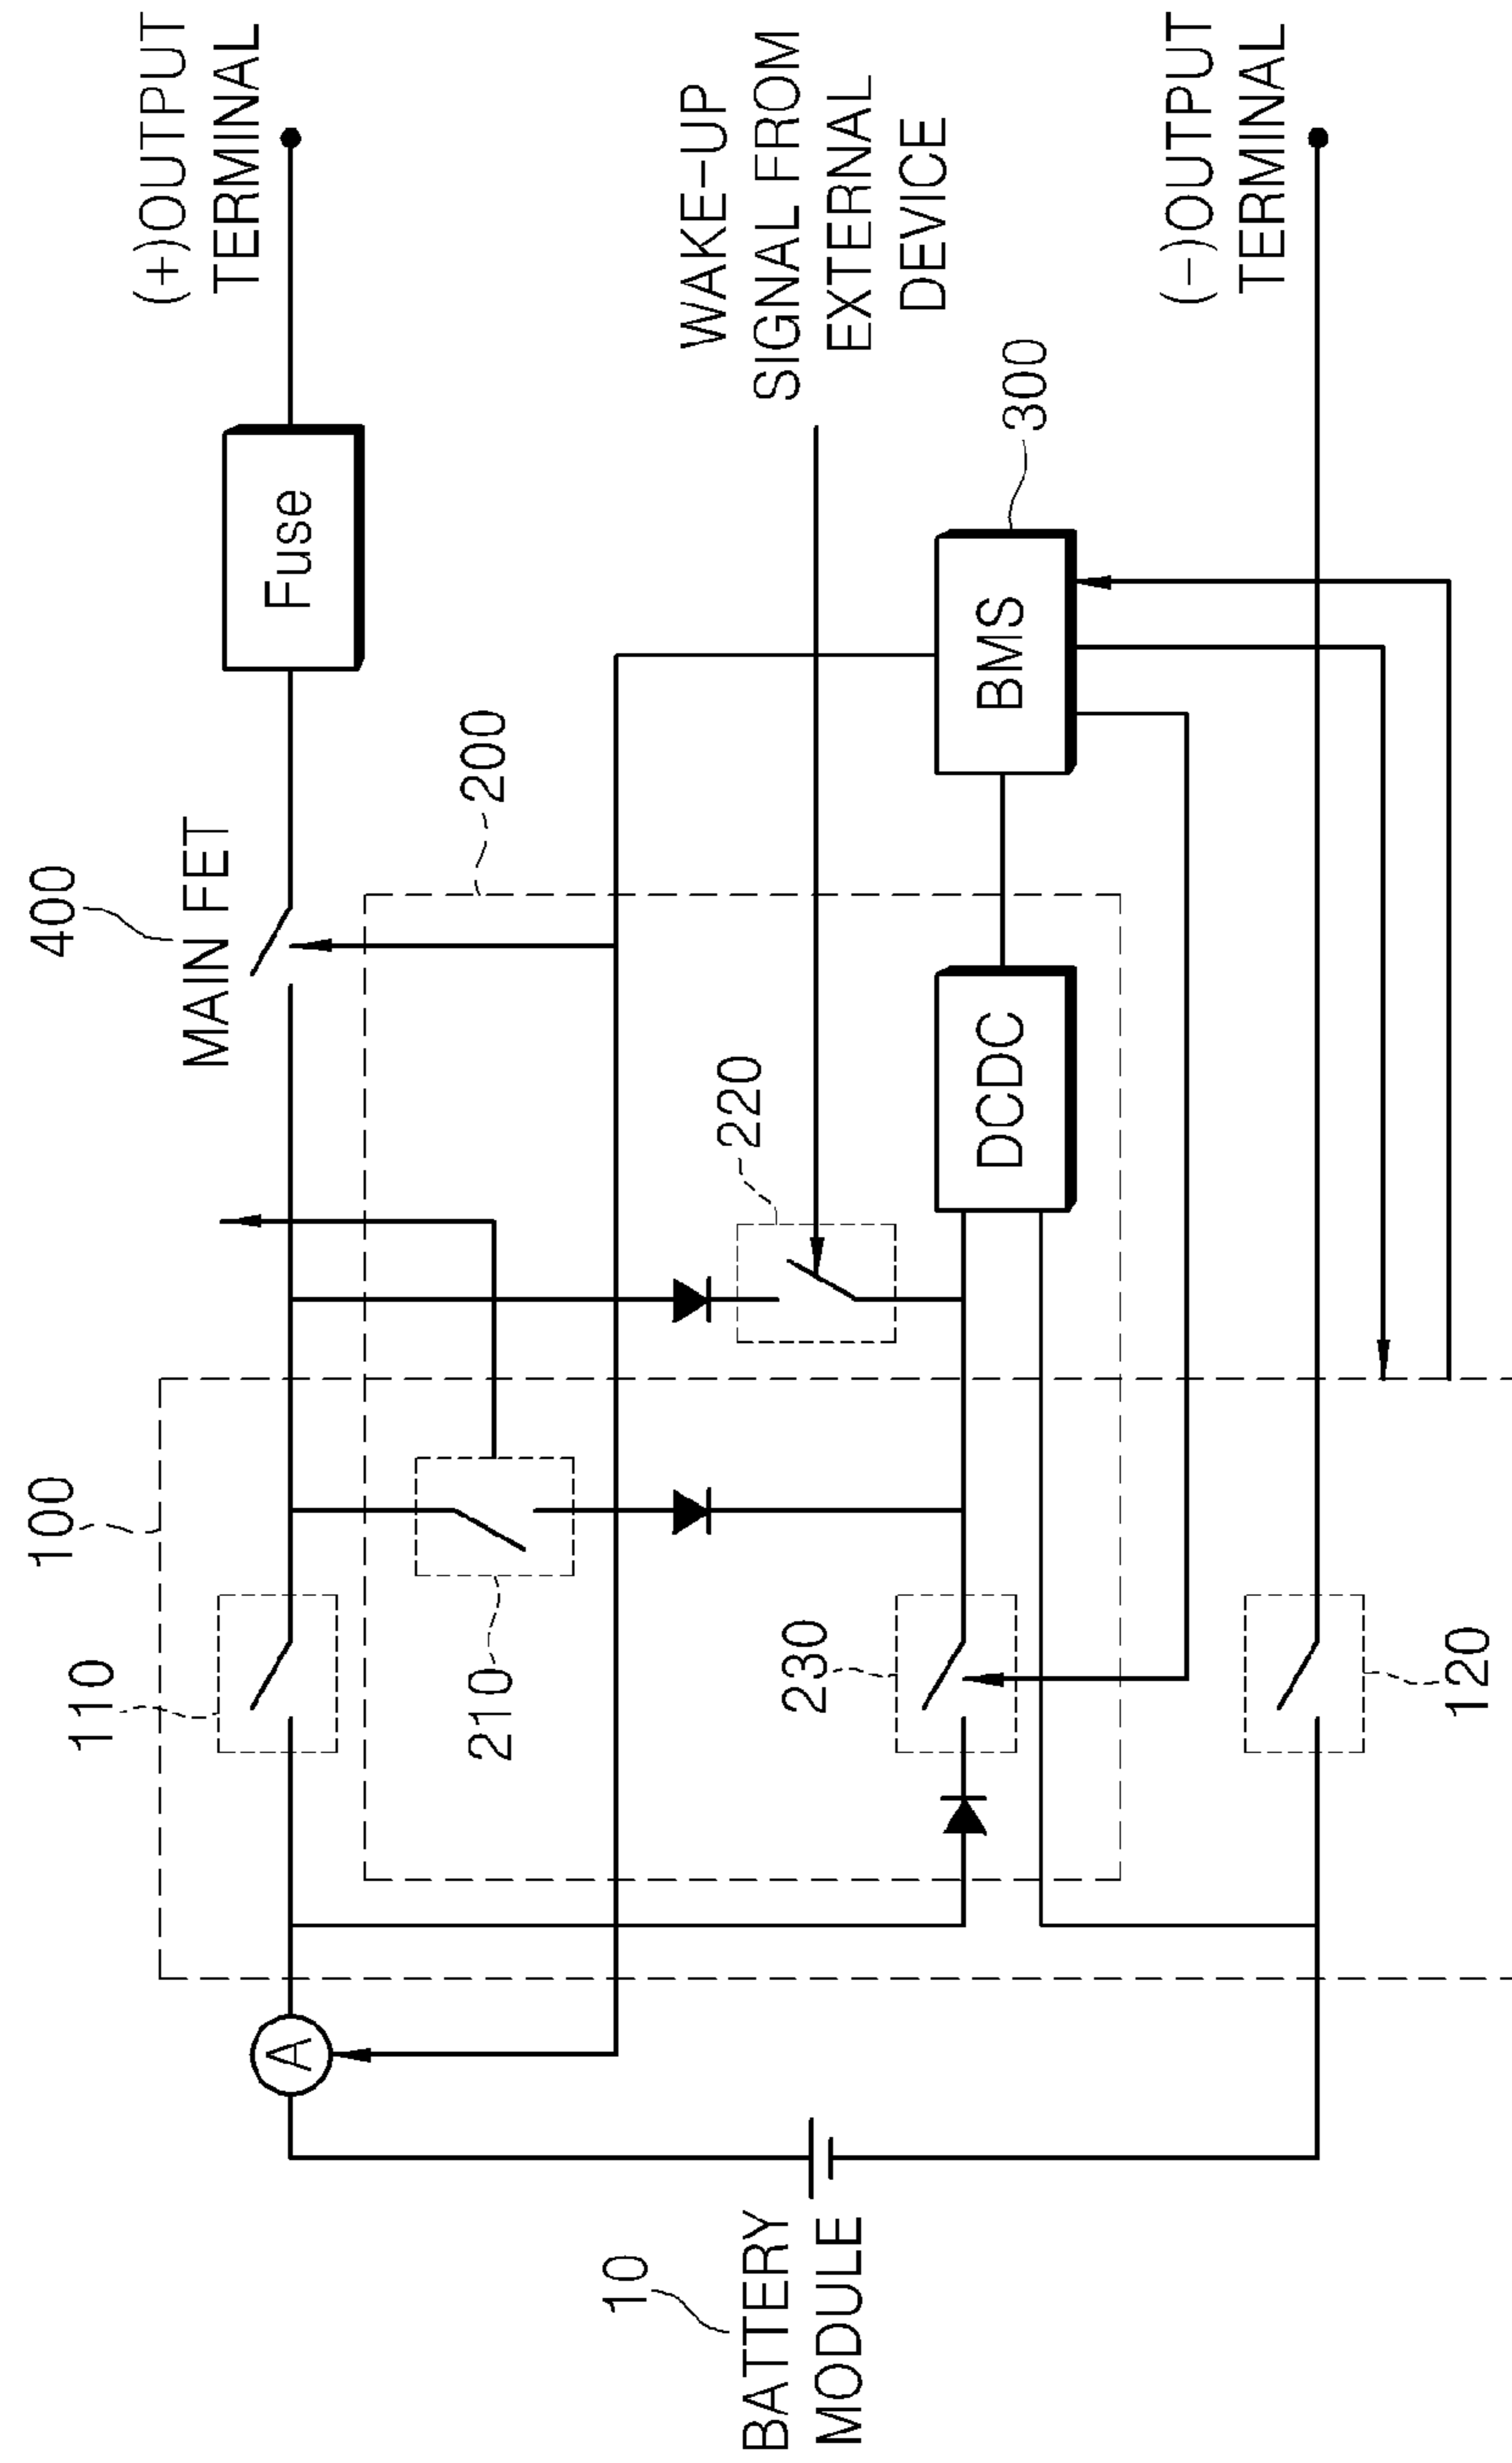 10
BATTERY
MODULE
A
100
110
210
230
120
220
200
400
MAIN FET
DCDC
BMS
300
Fuse
(+)OUTPUT
TERMINAL
WAKE-UP
SIGNAL FROM
EXTERNAL
DEVICE
(-)OUTPUT
TERMINAL